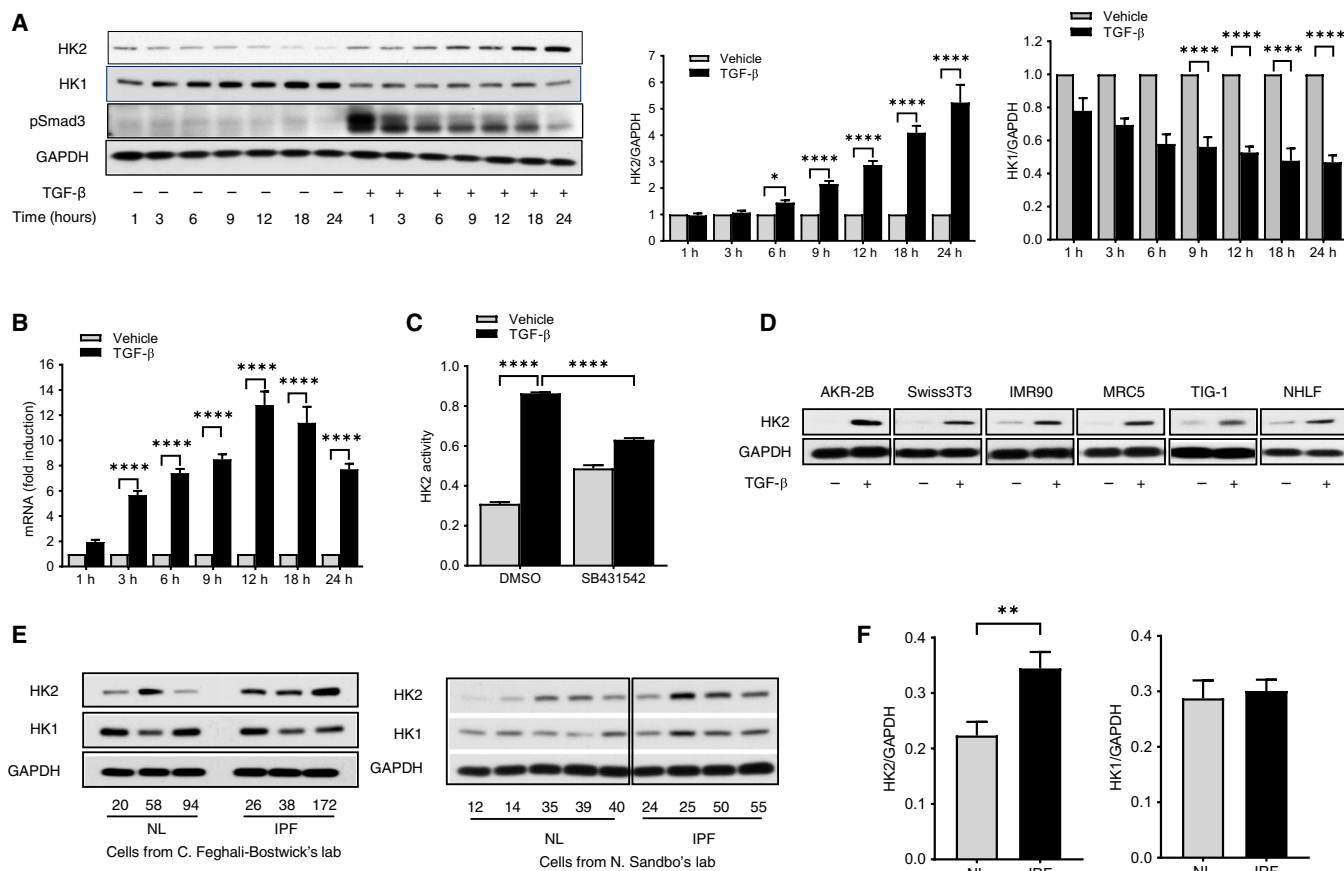 A
HK2
HK1
pSmad3
GAPDH
TGF-β – – – – – – – + + + + + + +
Time (hours) 1 3 6 9 12 18 24 1 3 6 9 12 18 24
Vehicle
TGF-β
HK2/GAPDH
7
6
5
4
3
2
1
0
* **** **** **** ****
1 h 3 h 6 h 9 h 12 h 18 h 24 h
Vehicle
TGF-β
HK1/GAPDH
1.2
1.0
0.8
0.6
0.4
0.2
0.0
**** **** **** ****
1 h 3 h 6 h 9 h 12 h 18 h 24 h
B
Vehicle
TGF-β
mRNA (fold induction)
16
14
12
10
8
6
4
2
0
**** **** **** **** **** ****
1 h 3 h 6 h 9 h 12 h 18 h 24 h
C
Vehicle
TGF-β
HK2 activity
1.0
0.8
0.6
0.4
0.2
0.0
**** ****
DMSO SB431542
D
AKR-2B Swiss3T3 IMR90 MRC5 TIG-1 NHLF
HK2
GAPDH
TGF-β – + – + – + – + – + – +
E
HK2
HK1
GAPDH
20 58 94 26 38 172
NL IPF
Cells from C. Feghali-Bostwick's lab
HK2
HK1
GAPDH
12 14 35 39 40 24 25 50 55
NL IPF
Cells from N. Sandbo's lab
F
HK2/GAPDH
0.4
0.3
0.2
0.1
0.0
**
NL IPF
HK1/GAPDH
0.4
0.3
0.2
0.1
0.0
NL IPF